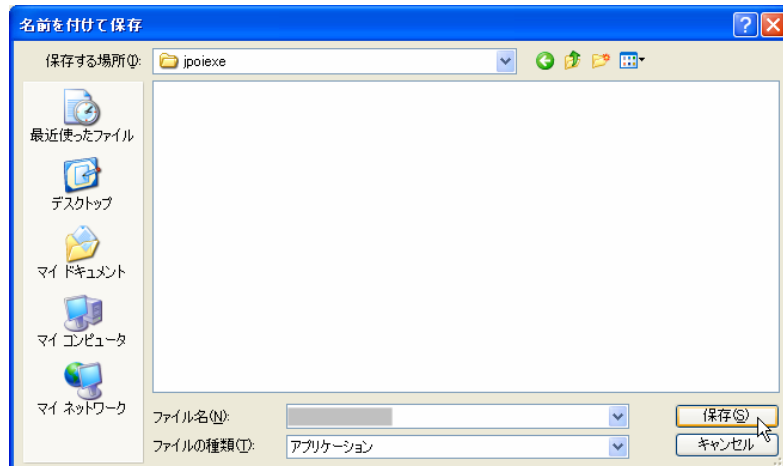 名前を付けて保存
保存する場所(I):
jpoiexe
最近使ったファイル
デスクトップ
マイ ドキュメント
マイ コンピュータ
マイ ネットワーク
ファイル名(N):
保存(S)
ファイルの種類(T):
アプリケーション
キャンセル